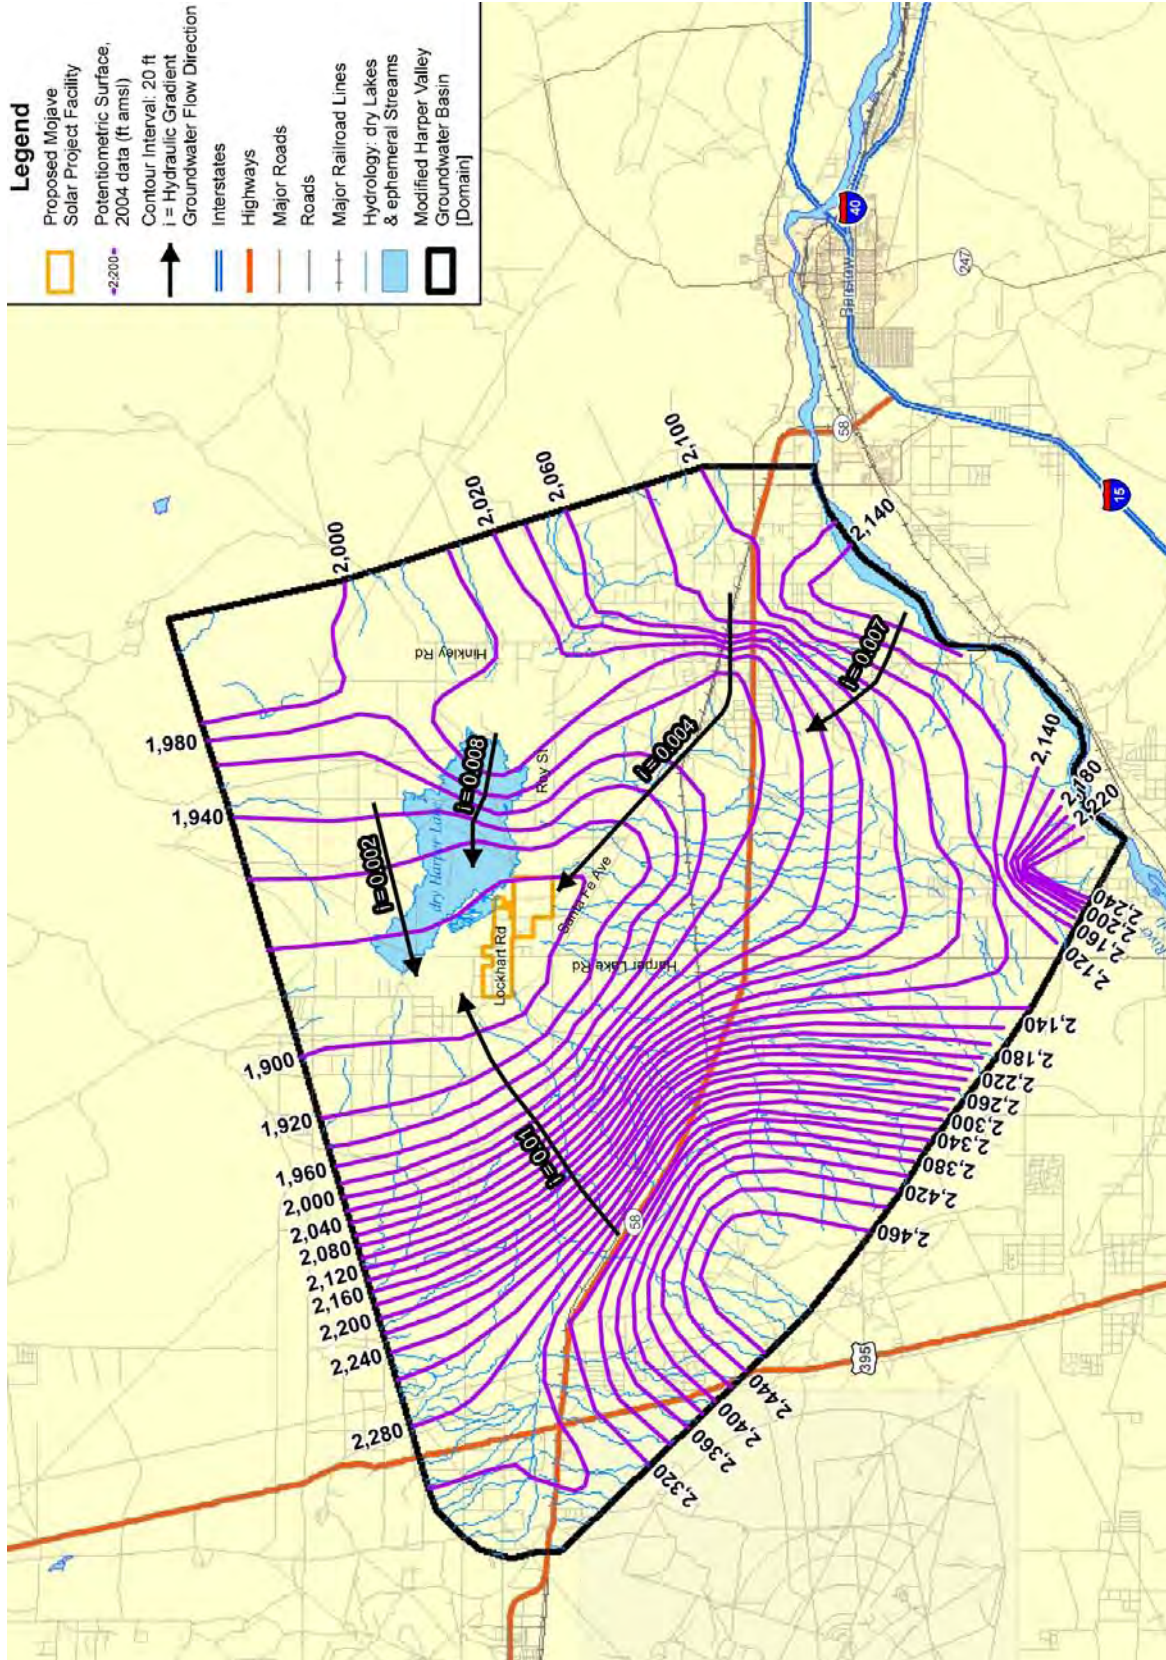 Legend
Proposed Mojave
Solar Project Facility
2,200
Potentiometric Surface,
2004 data (ft amsl)
Contour Interval: 20 ft
i = Hydraulic Gradient
Groundwater Flow Direction
Interstates
Highways
Major Roads
Roads
Major Railroad Lines
Hydrology: dry Lakes
& ephemeral Streams
Modified Harper Valley
Groundwater Basin
[Domain]
40
247
Barstow
58
15
2,100
2,060
2,020
2,000
2,140
Hinkley Rd
i = 0.007
i = 0.004
i = 0.008
Roy St
dry Harper Lake
i = 0.002
1,980
1,940
Santa Fe Ave
Lockhart Rd
Harper Lake Rd
i = 0.01
58
2,140
2,180
2,220
2,240
2,200
2,160
2,120
River
2,140
2,180
2,220
2,260
2,300
2,340
2,380
2,420
2,460
1,900
1,920
1,960
2,000
2,040
2,080
2,120
2,160
2,200
2,240
2,280
395
2,440
2,400
2,360
2,320